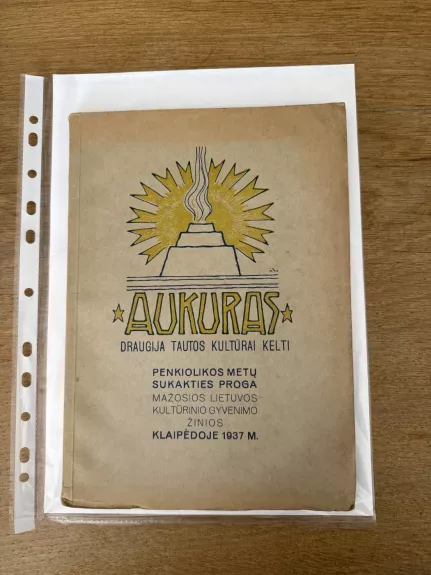 AUKURAS
DRAUGIJA TAUTOS KULTŪRAI KELTI
PENKIOLIKOS METŲ
SUKAKTIES PROGA
MAŽOSIOS LIETUVOS
KULTŪRINIO GYVENIMO
ŽINIOS
KLAIPĖDOJE 1937 M.